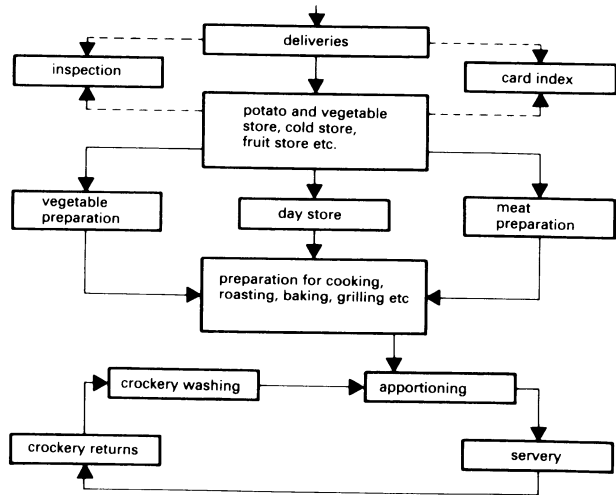 deliveries
inspection
card index
potato and vegetable
store, cold store,
fruit store etc.
vegetable
preparation
day store
meat
preparation
preparation for cooking,
roasting, baking, grilling etc
crockery washing
apportioning
crockery returns
servery